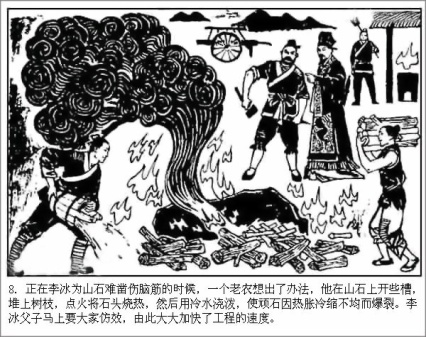 8. 正在李冰为山石难凿伤脑筋的时候，一个老农想出了办法，他在山石上开些槽，
堆上树枝，点火将石头烧热，然后用冷水浇泼，使顽石因热胀冷缩不均而爆裂。李
冰父子马上要大家仿效，由此大大加快了工程的速度。